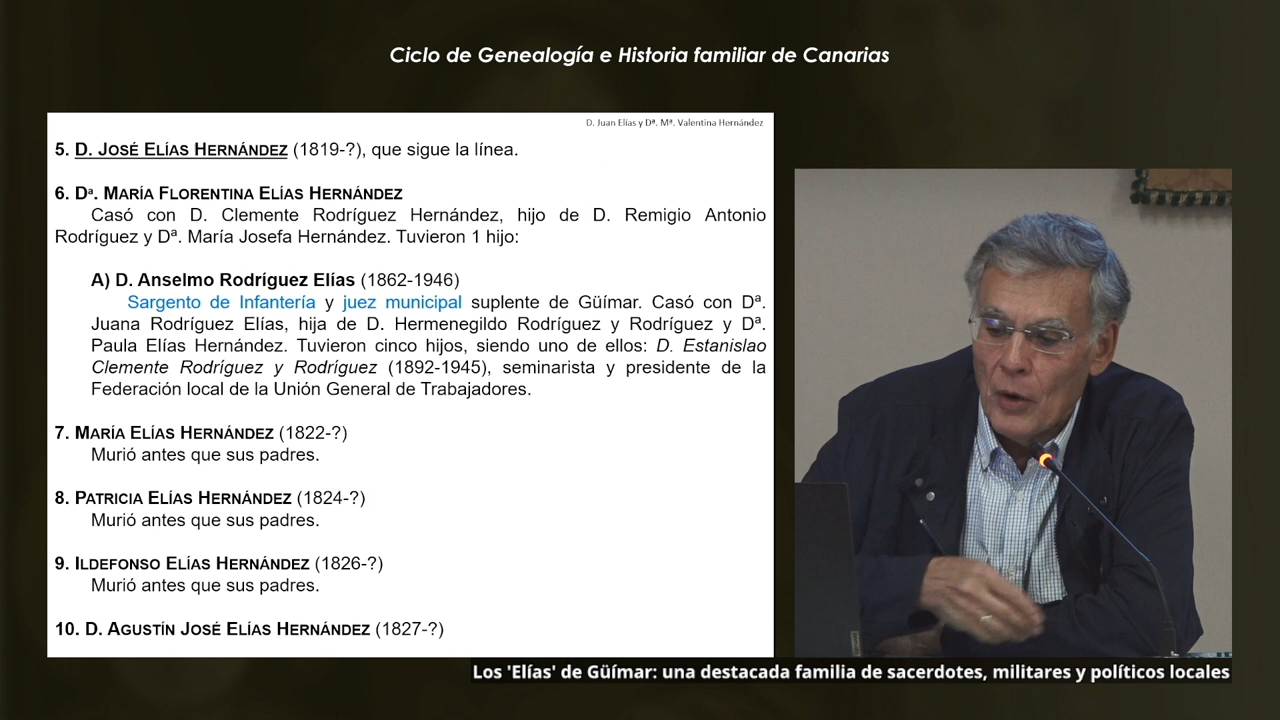 Ciclo de Genealogía e Historia familiar de Canarias
D. Juan Elías y Dª. Mª. Valentina Hernández
5. D. JOSÉ ELÍAS HERNÁNDEZ (1819-?), que sigue la línea.
6. Dª. MARÍA FLORENTINA ELÍAS HERNÁNDEZ
Casó con D. Clemente Rodríguez Hernández, hijo de D. Remigio Antonio
Rodríguez y Dª. María Josefa Hernández. Tuvieron 1 hijo:
A) D. Anselmo Rodríguez Elías (1862-1946)
Sargento de Infantería y juez municipal suplente de Güímar. Casó con Dª.
Juana Rodríguez Elías, hija de D. Hermenegildo Rodríguez y Rodríguez y Dª.
Paula Elías Hernández. Tuvieron cinco hijos, siendo uno de ellos: D. Estanislao
Clemente Rodríguez y Rodríguez (1892-1945), seminarista y presidente de la
Federación local de la Unión General de Trabajadores.
7. MARÍA ELÍAS HERNÁNDEZ (1822-?)
Murió antes que sus padres.
8. PATRICIA ELÍAS HERNÁNDEZ (1824-?)
Murió antes que sus padres.
9. ILDEFONSO ELÍAS HERNÁNDEZ (1826-?)
Murió antes que sus padres.
10. D. AGUSTÍN JOSÉ ELÍAS HERNÁNDEZ (1827-?)
Los 'Elías' de Güímar: una destacada familia de sacerdotes, militares y políticos locales